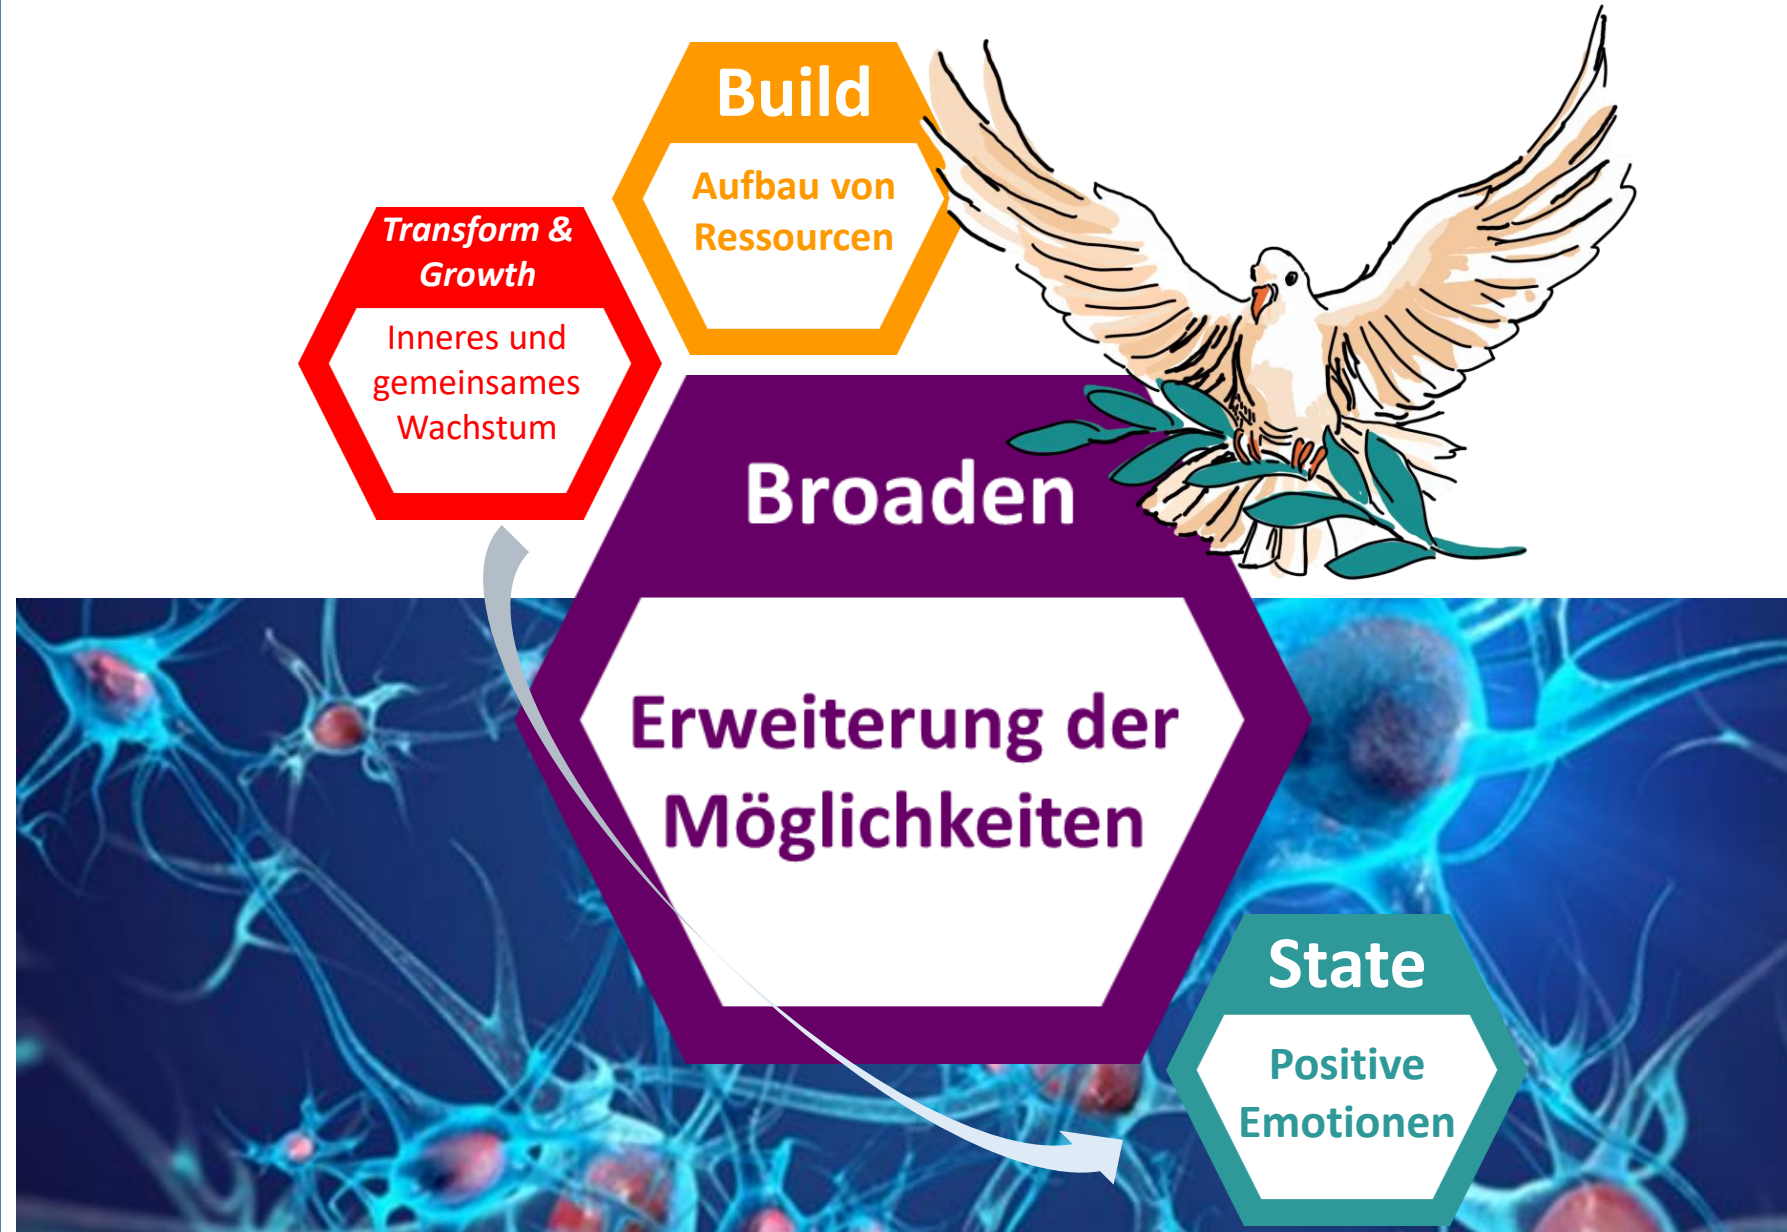 Build
Aufbau von
Ressourcen
Transform &
Growth
Inneres und
gemeinsames
Wachstum
Broaden
Erweiterung der
Möglichkeiten
State
Positive
Emotionen